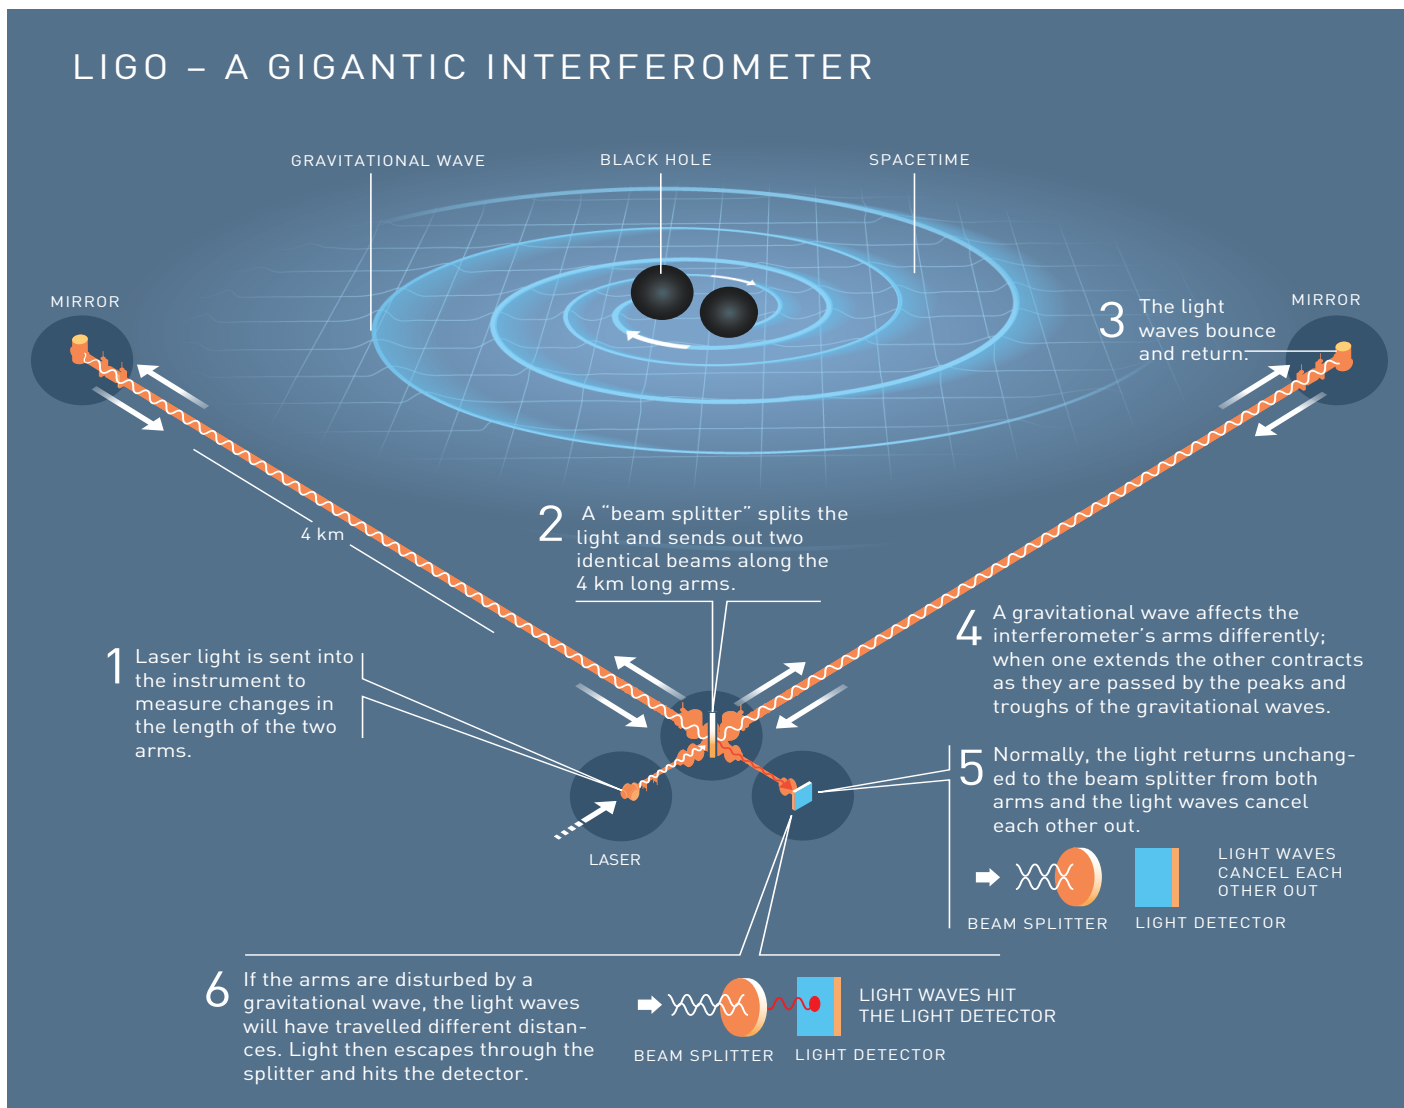 LIGO – A GIGANTIC INTERFEROMETER
GRAVITATIONAL WAVE
BLACK HOLE
SPACETIME
MIRROR
MIRROR
3 The light
waves bounce
and return.
4 km
2 A “beam splitter” splits the
light and sends out two
identical beams along the
4 km long arms.
1 Laser light is sent into
the instrument to
measure changes in
the length of the two
arms.
4 A gravitational wave affects the
interferometer’s arms differently;
when one extends the other contracts
as they are passed by the peaks and
troughs of the gravitational waves.
5 Normally, the light returns unchang-
ed to the beam splitter from both
arms and the light waves cancel
each other out.
LASER
LIGHT WAVES
CANCEL EACH
OTHER OUT
BEAM SPLITTER
LIGHT DETECTOR
6 If the arms are disturbed by a
gravitational wave, the light waves
will have travelled different distan-
ces. Light then escapes through the
splitter and hits the detector.
LIGHT WAVES HIT
THE LIGHT DETECTOR
BEAM SPLITTER
LIGHT DETECTOR